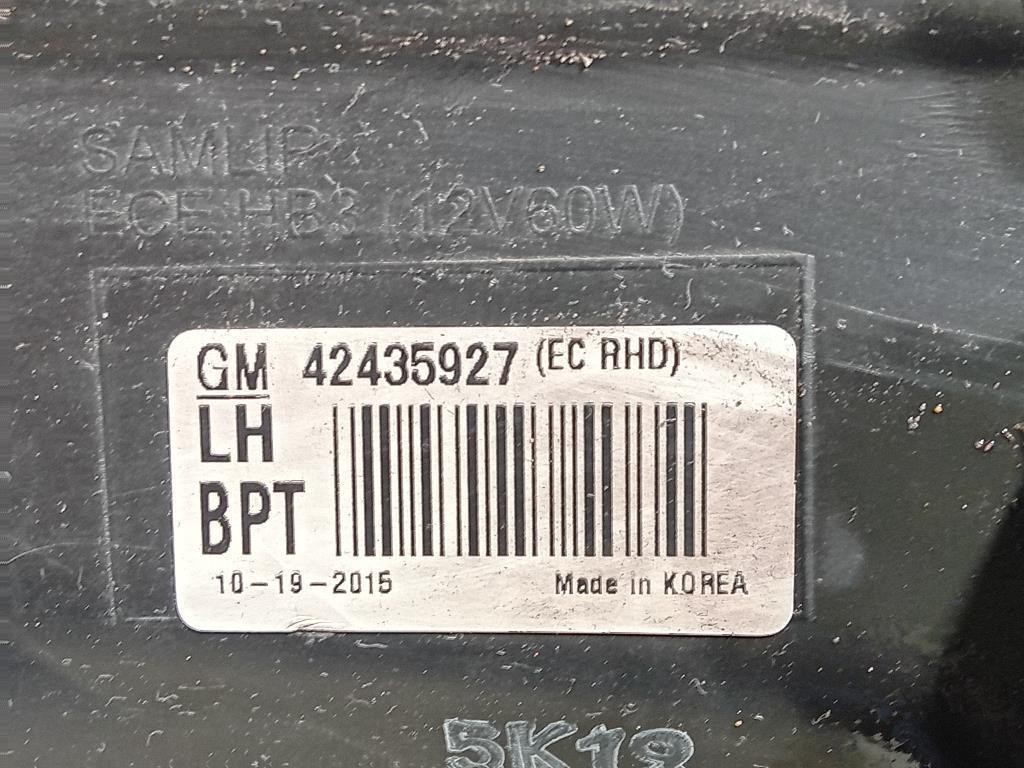 SAMLIP
ECE HB3 (12V60W)
GM 42435927 (EC RHD)
LH
BPT
10-19-2015 Made in KOREA
5K19